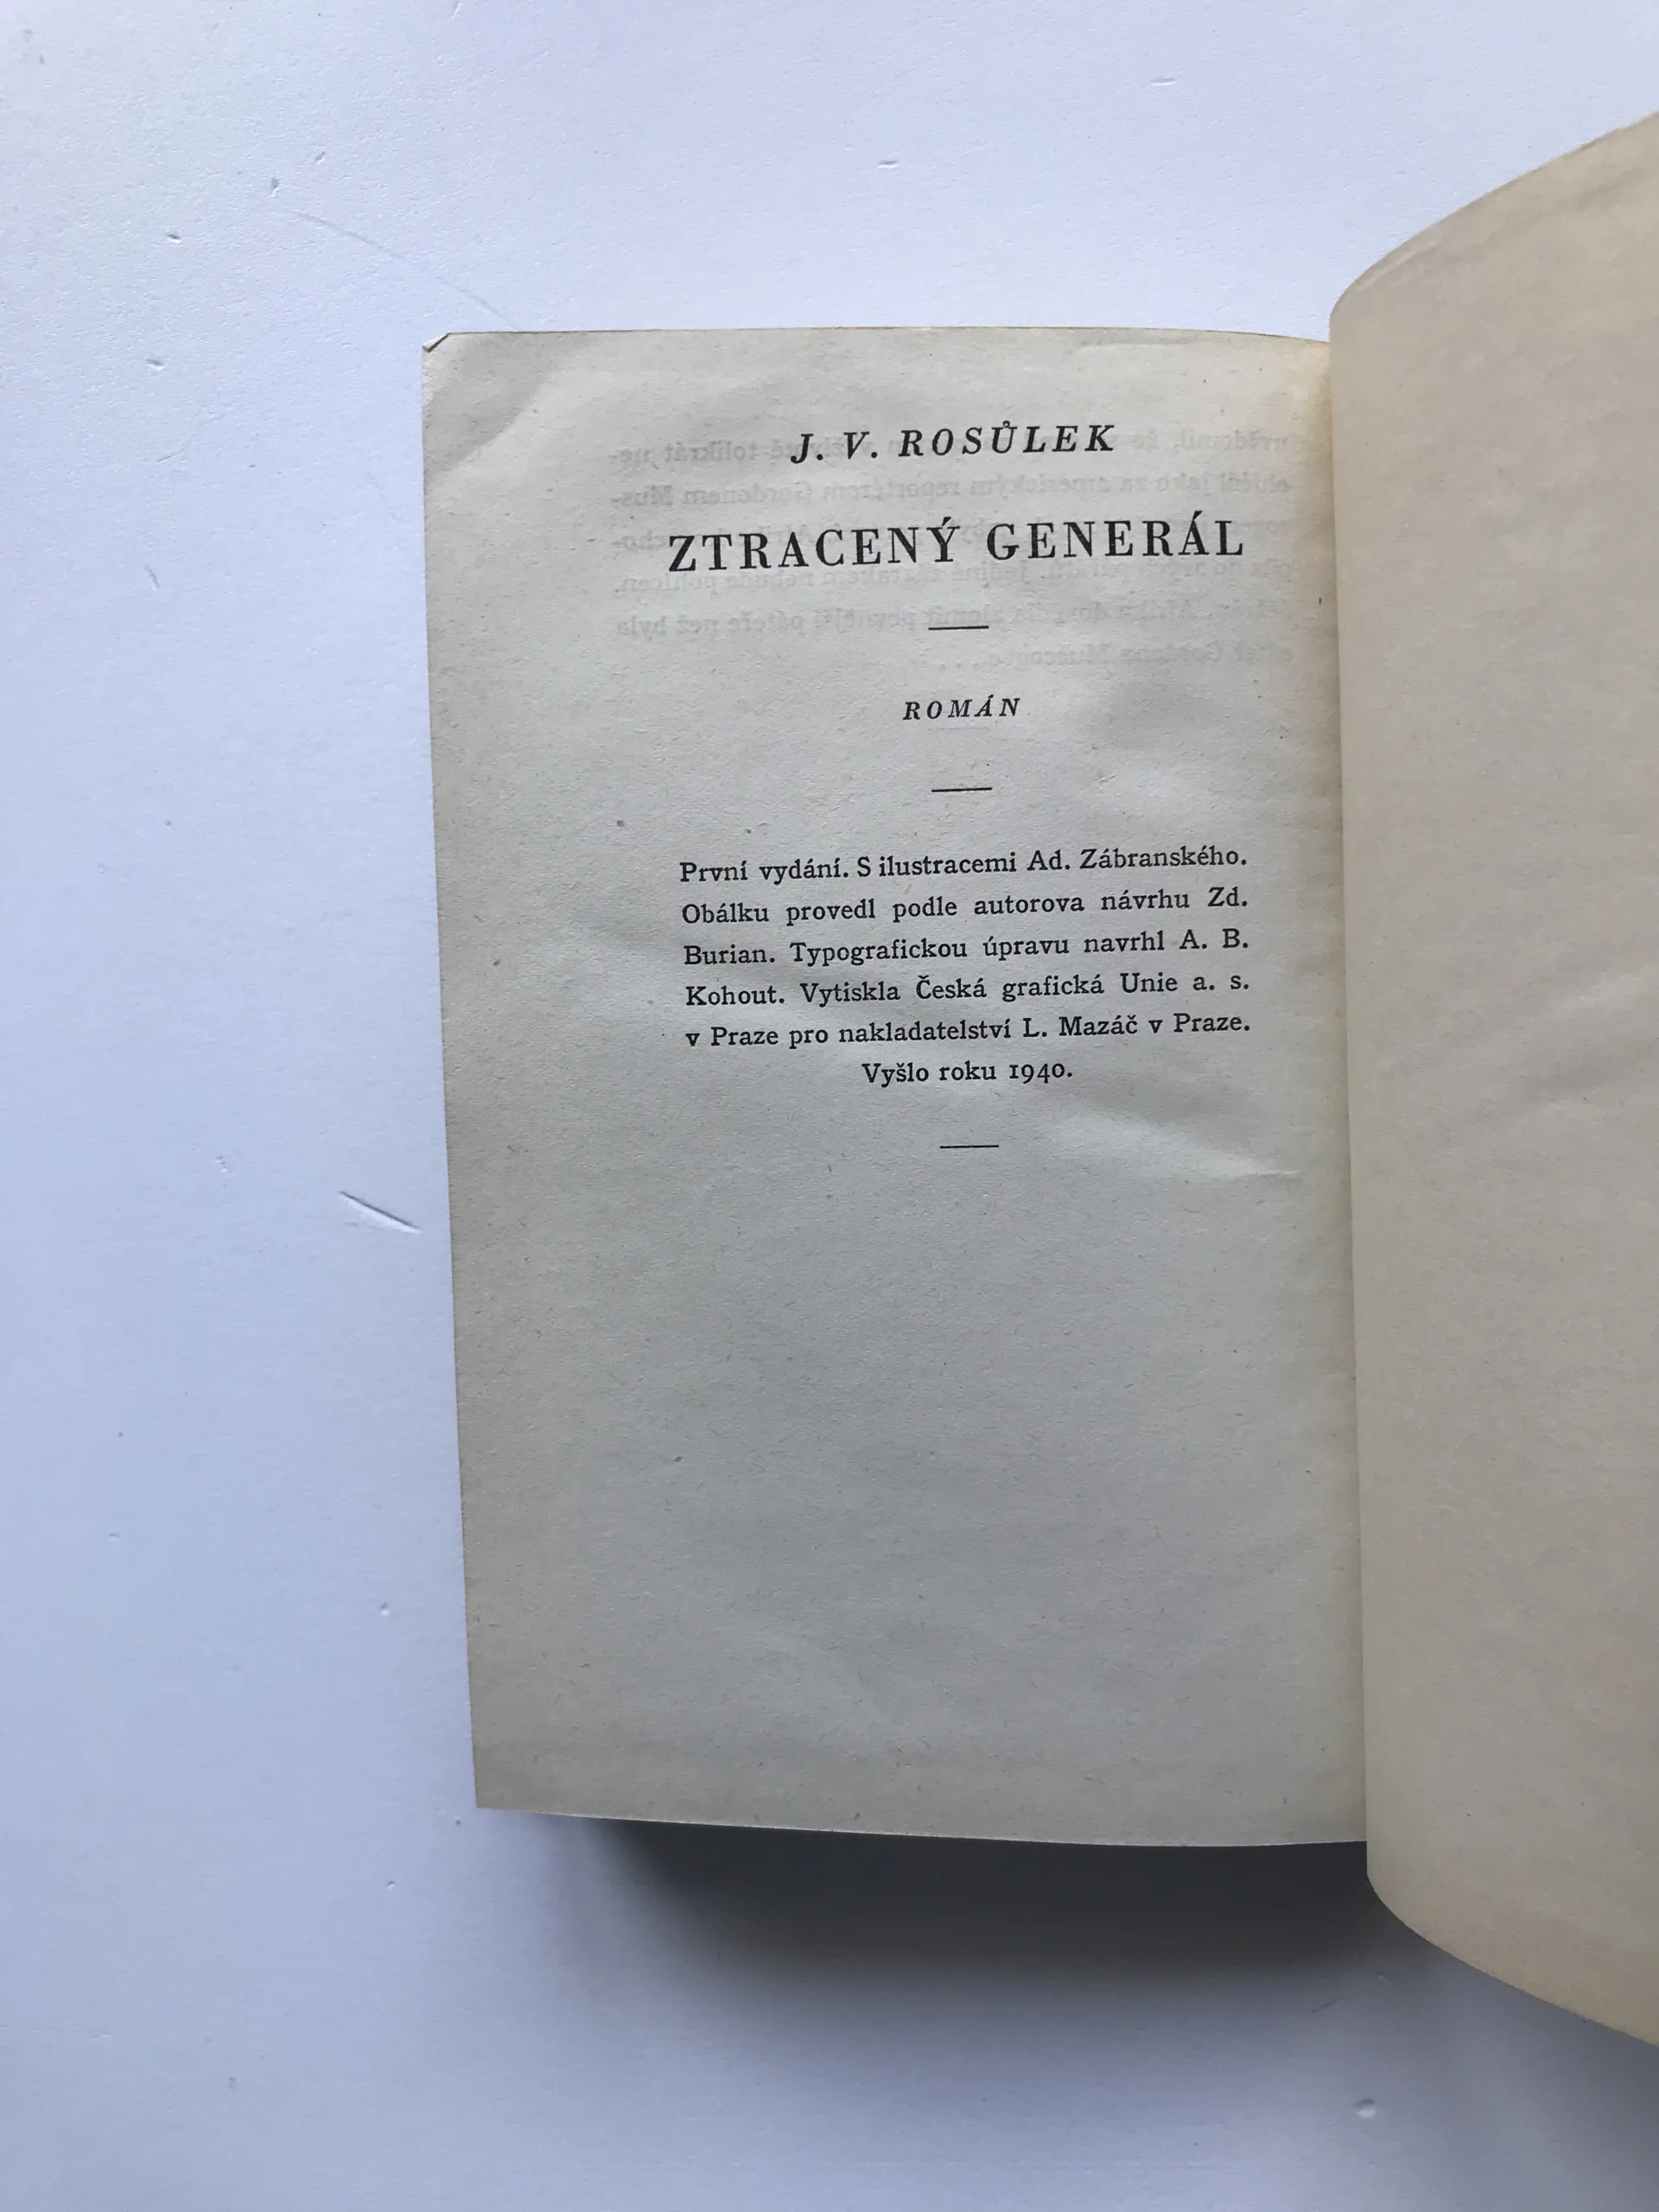 J. V. ROSŮLEK
ZTRACENÝ GENERÁL
ROMÁN
První vydání. S ilustracemi Ad. Zábranského.
Obálku provedl podle autorova návrhu Zd.
Burian. Typografickou úpravu navrhl A. B.
Kohout. Vytiskla Česká grafická Unie a. s.
v Praze pro nakladatelství L. Mazáč v Praze.
Vyšlo roku 1940.